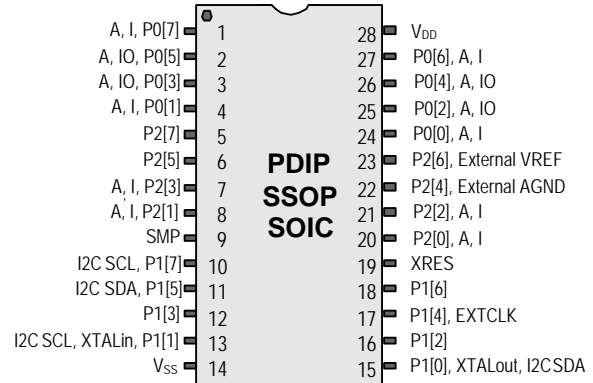 A, I, P0[7] 1 28 VDD
A, IO, P0[5] 2 27 P0[6], A, I
A, IO, P0[3] 3 26 P0[4], A, IO
A, I, P0[1] 4 25 P0[2], A, IO
P2[7] 5 24 P0[0], A, I
P2[5] 6 PDIP 23 P2[6], External VREF
A, I, P2[3] 7 SSOP 22 P2[4], External AGND
A, I, P2[1] 8 SOIC 21 P2[2], A, I
SMP 9 20 P2[0], A, I
I2C SCL, P1[7] 10 19 XRES
I2C SDA, P1[5] 11 18 P1[6]
P1[3] 12 17 P1[4], EXTCLK
I2C SCL, XTALin, P1[1] 13 16 P1[2]
Vss 14 15 P1[0], XTALout, I2C SDA